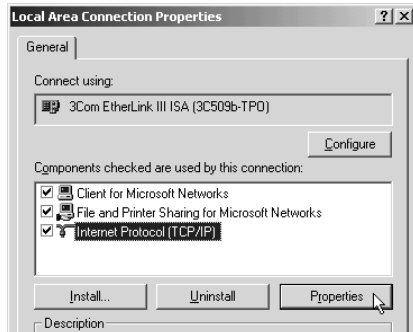 Local Area Connection Properties
General
Connect using:
3Com EtherLink III ISA (3C509b-TPO)
Configure
Components checked are used by this connection:
Client for Microsoft Networks
File and Printer Sharing for Microsoft Networks
Internet Protocol (TCP/IP)
Install... Uninstall Properties
Description